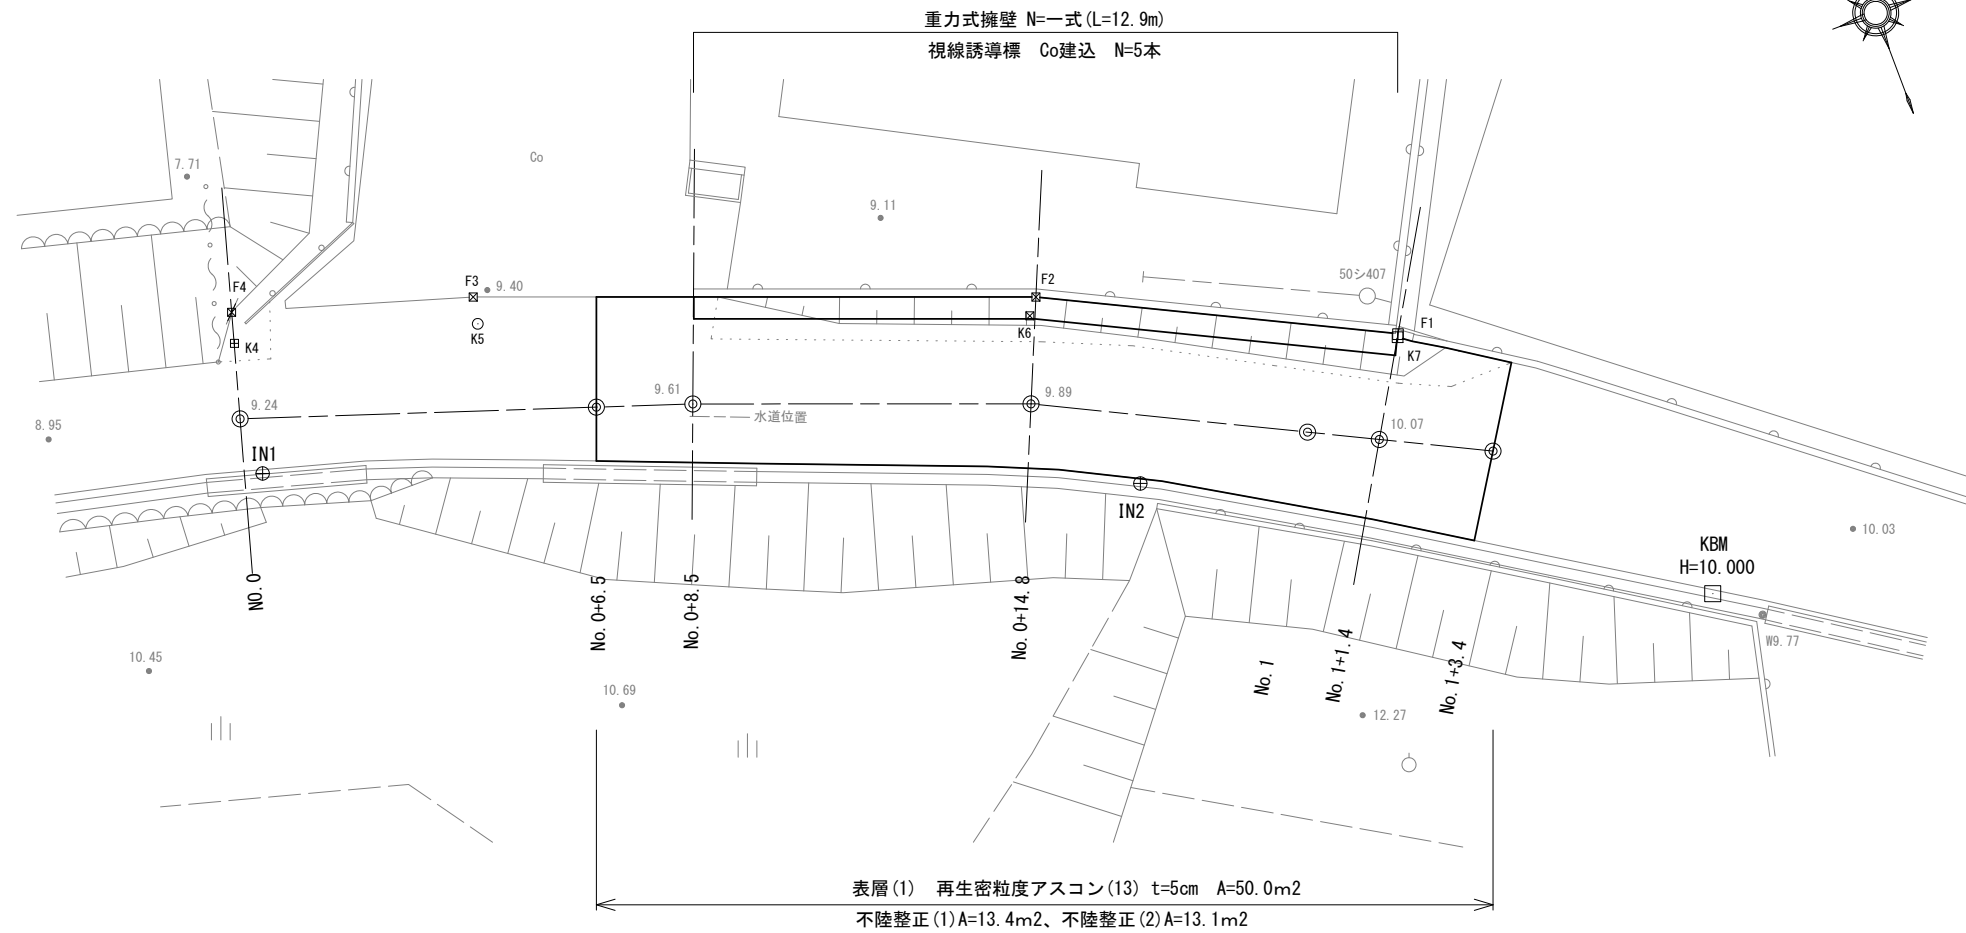 重力式擁壁 N=一式(L=12.9m)
視線誘導標　Co建込　N=5本
7.71
Co
9.11
50シ407
F4
F3
9.40
F2
F1
K4
K5
K6
K7
9.24
9.61
9.89
10.07
水道位置
8.95
IN1
IN2
10.03
KBM
H=10.000
W9.77
NO.0
No.0+6.5
No.0+8.5
No.0+14.8
No.1
No.1+1.4
No.1+3.4
10.45
10.69
12.27
表層(1)　再生密粒度アスコン(13) t=5cm　A=50.0m2
不陸整正(1)A=13.4m2、不陸整正(2)A=13.1m2